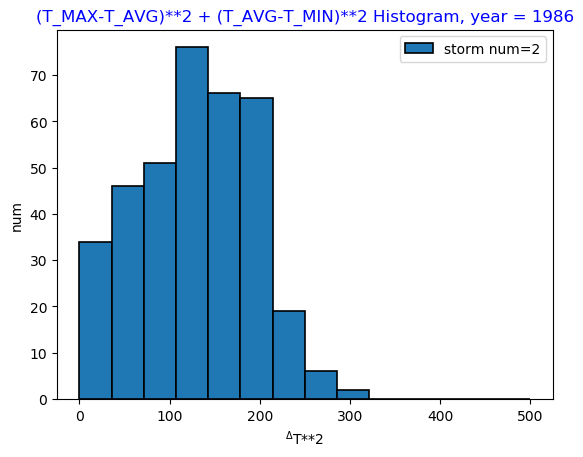 (T_MAX-T_AVG)**2 + (T_AVG-T_MIN)**2 Histogram, year = 1986
storm num=2
num
70
60
50
40
30
20
10
0
0 100 200 300 400 500
ΔT**2